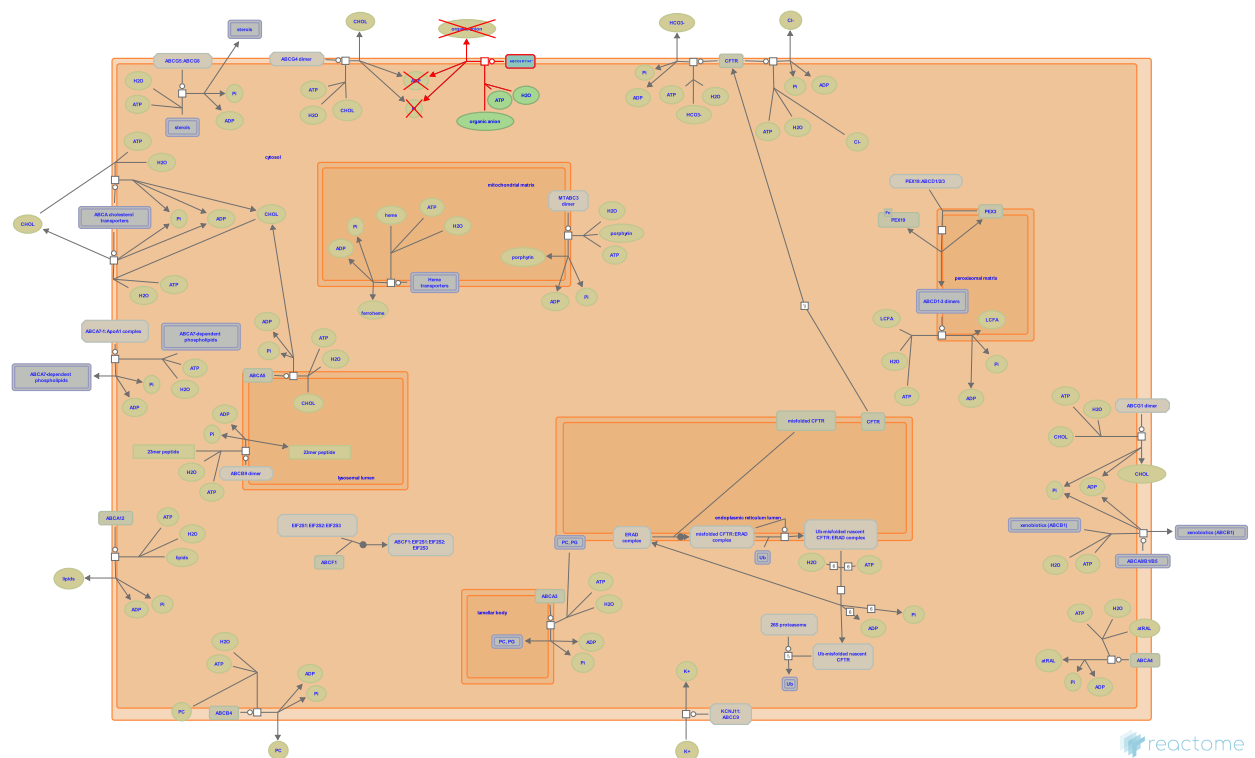 CHOL
organic anion
HCO3-
Cl-
sterols
ABCG5:ABCG8
ABCG4 dimer
CFTR
H2O
ATP
Pi
ADP
sterols
ATP
H2O
CHOL
ATP
H2O
organic anion
Pi
ADP
ATP
H2O
HCO3-
Pi
ADP
ATP
H2O
Cl-
cytosol
ATP
H2O
CHOL
ABCA cholesterol
transporters
Pi
ADP
CHOL
ATP
H2O
mitochondrial matrix
MTABC3
dimer
heme
ATP
H2O
Pi
ADP
Heme
transporters
ferroheme
H2O
porphyrin
ATP
porphyrin
ADP
Pi
PEX19:ABCD1/2/3
PEX19
PEX3
peroxisomal matrix
ABCD1-3 dimers
LCFA
LCFA
H2O
ATP
Pi
ADP
ABCA7-1:ApoA1 complex
ABCA7-dependent
phospholipids
ATP
H2O
ABCA7-dependent
phospholipids
Pi
ADP
ADP
Pi
ATP
H2O
CHOL
ADP
Pi
23mer peptide
23mer peptide
H2O
ATP
ABCB9 dimer
lysosomal lumen
misfolded CFTR
CFTR
endoplasmic reticulum lumen
ERAD
complex
misfolded CFTR:ERAD
complex
Ub
Ub-misfolded nascent
CFTR:ERAD complex
H2O
6
6
ATP
6
6
Pi
ADP
26S proteasome
Ub-misfolded nascent
CFTR
Ub
ABCG1 dimer
ATP
H2O
CHOL
CHOL
Pi
ADP
xenobiotics (ABCB1)
xenobiotics (ABCB1)
H2O
ATP
ATP
H2O
atRAL
atRAL
ABCA4
Pi
ADP
ABCA12
ATP
H2O
lipids
lipids
ADP
Pi
EIF2S1:EIF2S2:EIF2S3
ABCF1
ABCF1:EIF2S1:EIF2S2:
EIF2S3
PC, PG
ABCA3
ATP
H2O
lamellar body
PC, PG
ADP
Pi
H2O
ATP
PC
ABCB4
ADP
Pi
PC
K+
KCNJ11:
ABCC9
K+
reactome